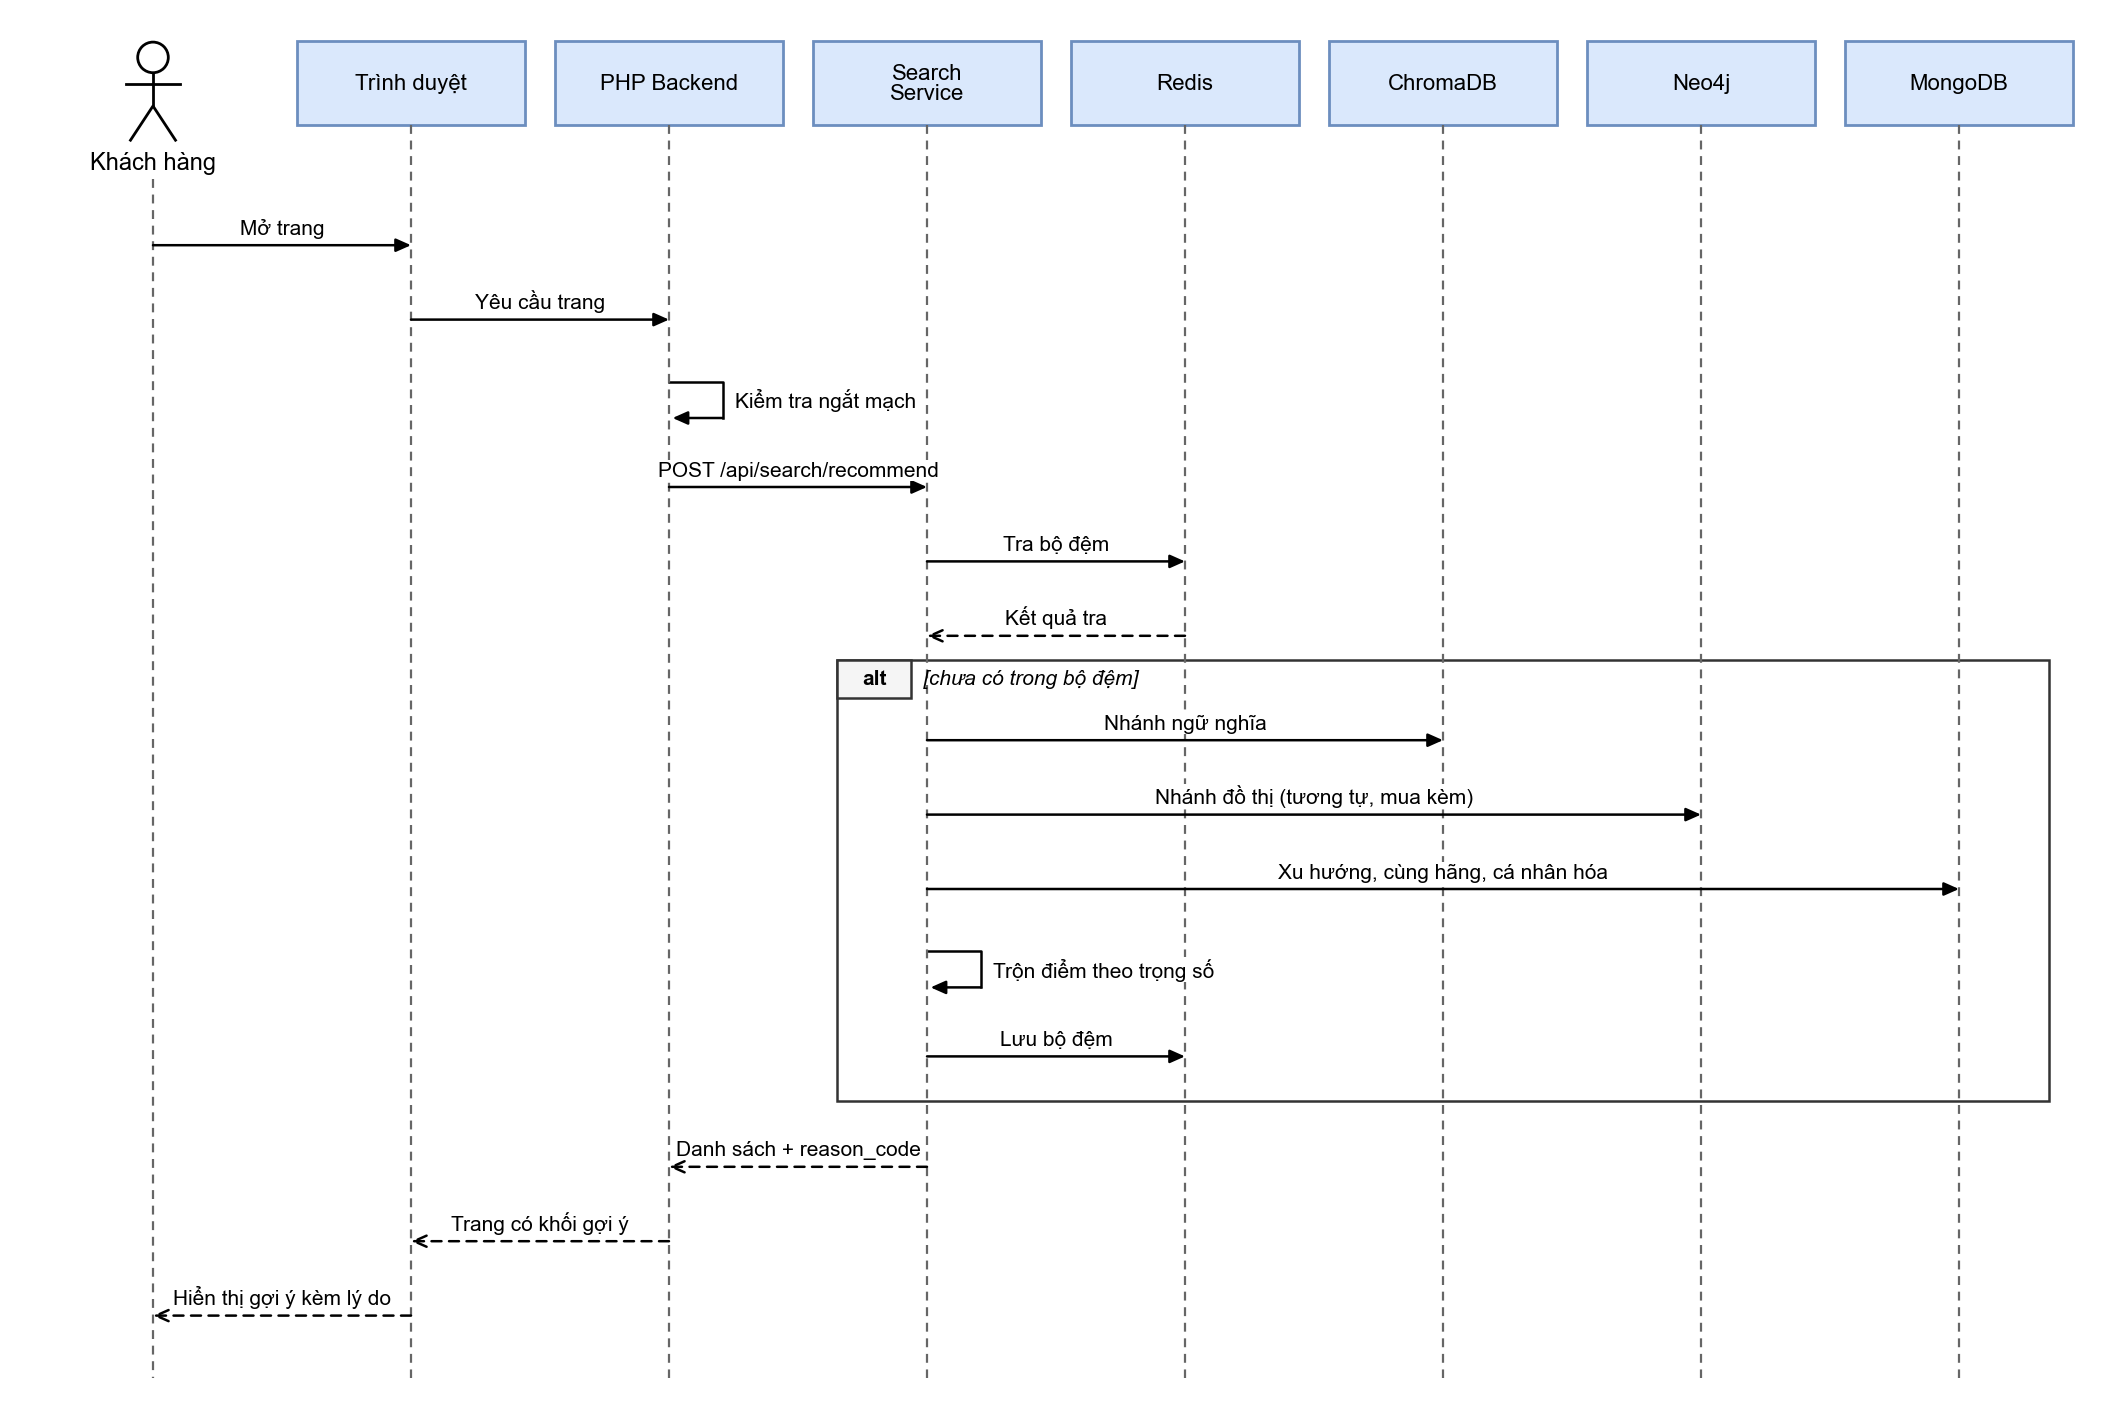 Khách hàng
Trình duyệt
PHP Backend
Search
Service
Redis
ChromaDB
Neo4j
MongoDB
Mở trang
Yêu cầu trang
Kiểm tra ngắt mạch
POST /api/search/recommend
Tra bộ đệm
Kết quả tra
alt
[chưa có trong bộ đệm]
Nhánh ngữ nghĩa
Nhánh đồ thị (tương tự, mua kèm)
Xu hướng, cùng hãng, cá nhân hóa
Trộn điểm theo trọng số
Lưu bộ đệm
Danh sách + reason_code
Trang có khối gợi ý
Hiển thị gợi ý kèm lý do